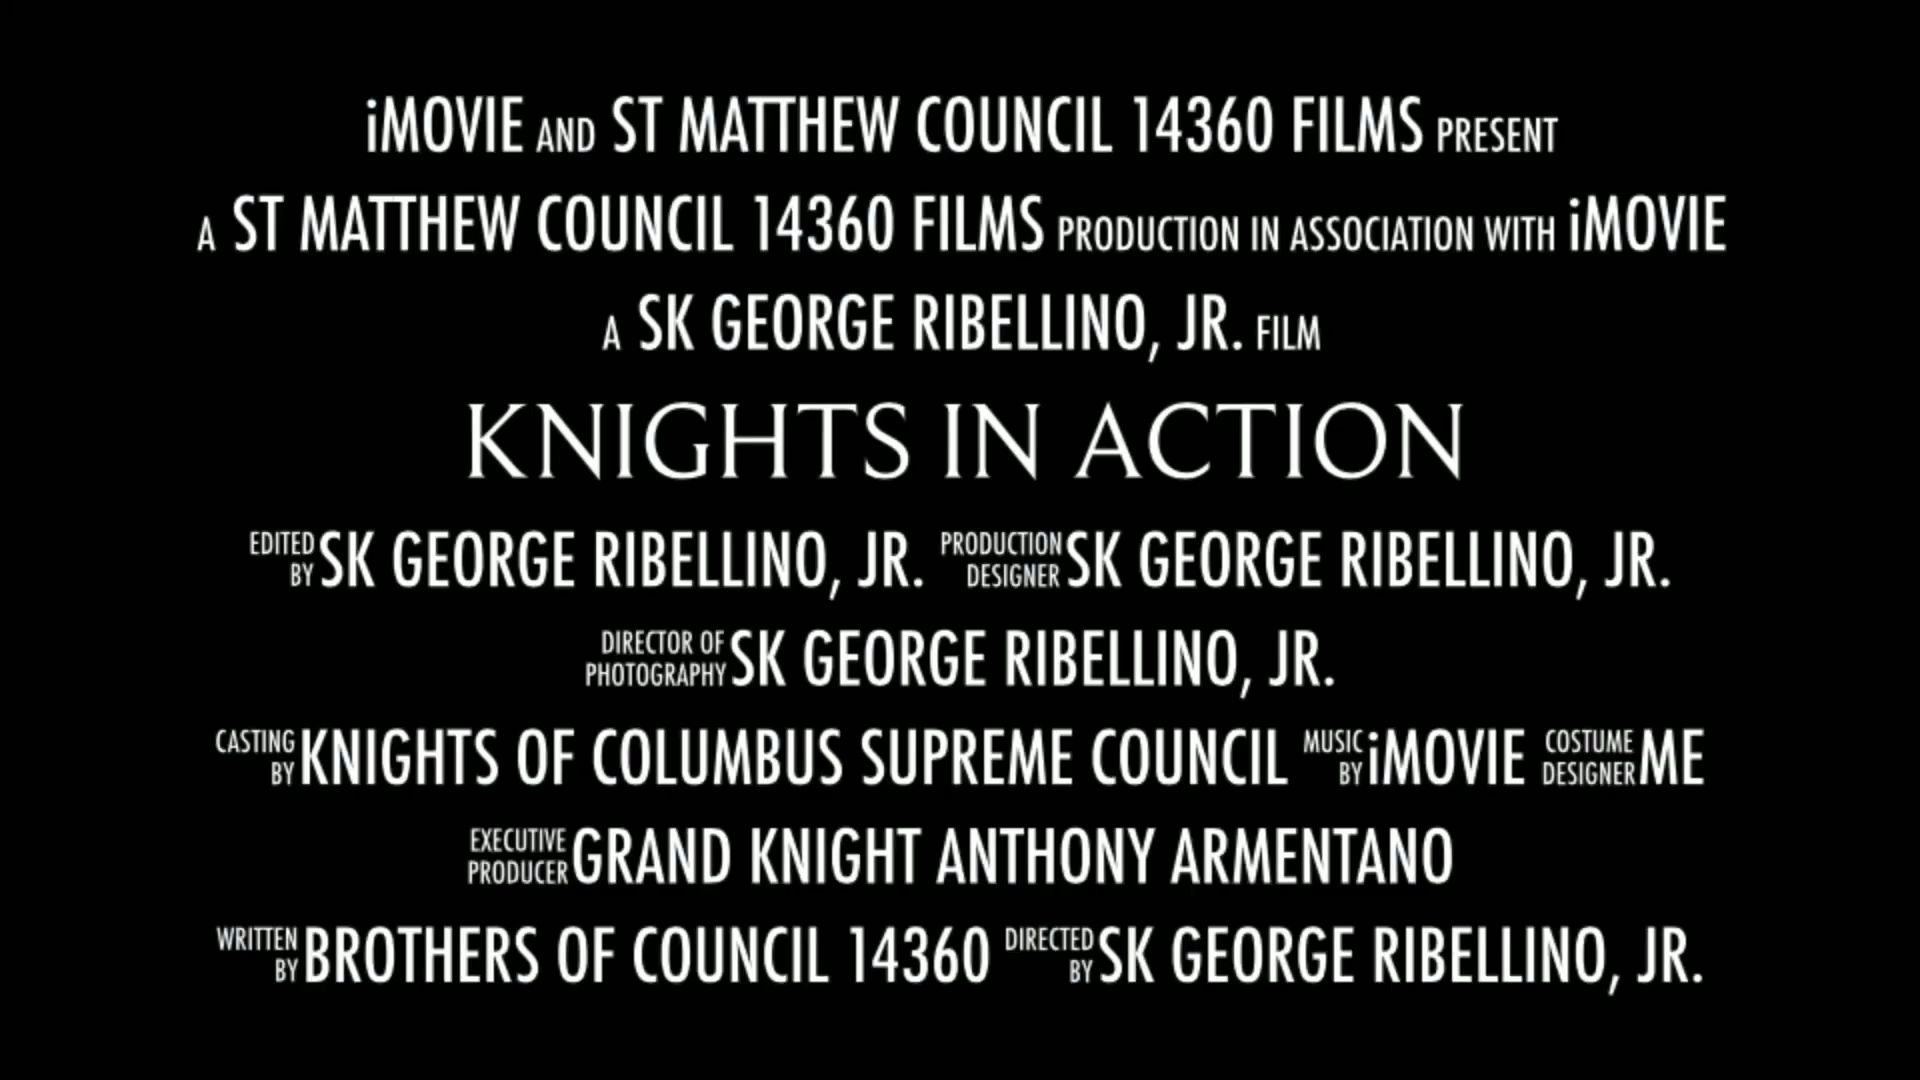 iMOVIE AND ST MATTHEW COUNCIL 14360 FILMS PRESENT
A ST MATTHEW COUNCIL 14360 FILMS PRODUCTION IN ASSOCIATION WITH iMOVIE
A SK GEORGE RIBELLINO, JR. FILM
KNIGHTS IN ACTION
EDITED BY SK GEORGE RIBELLINO, JR. PRODUCTION DESIGNER SK GEORGE RIBELLINO, JR.
DIRECTOR OF PHOTOGRAPHY SK GEORGE RIBELLINO, JR.
CASTING BY KNIGHTS OF COLUMBUS SUPREME COUNCIL MUSIC BY iMOVIE COSTUME DESIGNER ME
EXECUTIVE PRODUCER GRAND KNIGHT ANTHONY ARMENTANO
WRITTEN BY BROTHERS OF COUNCIL 14360 DIRECTED BY SK GEORGE RIBELLINO, JR.